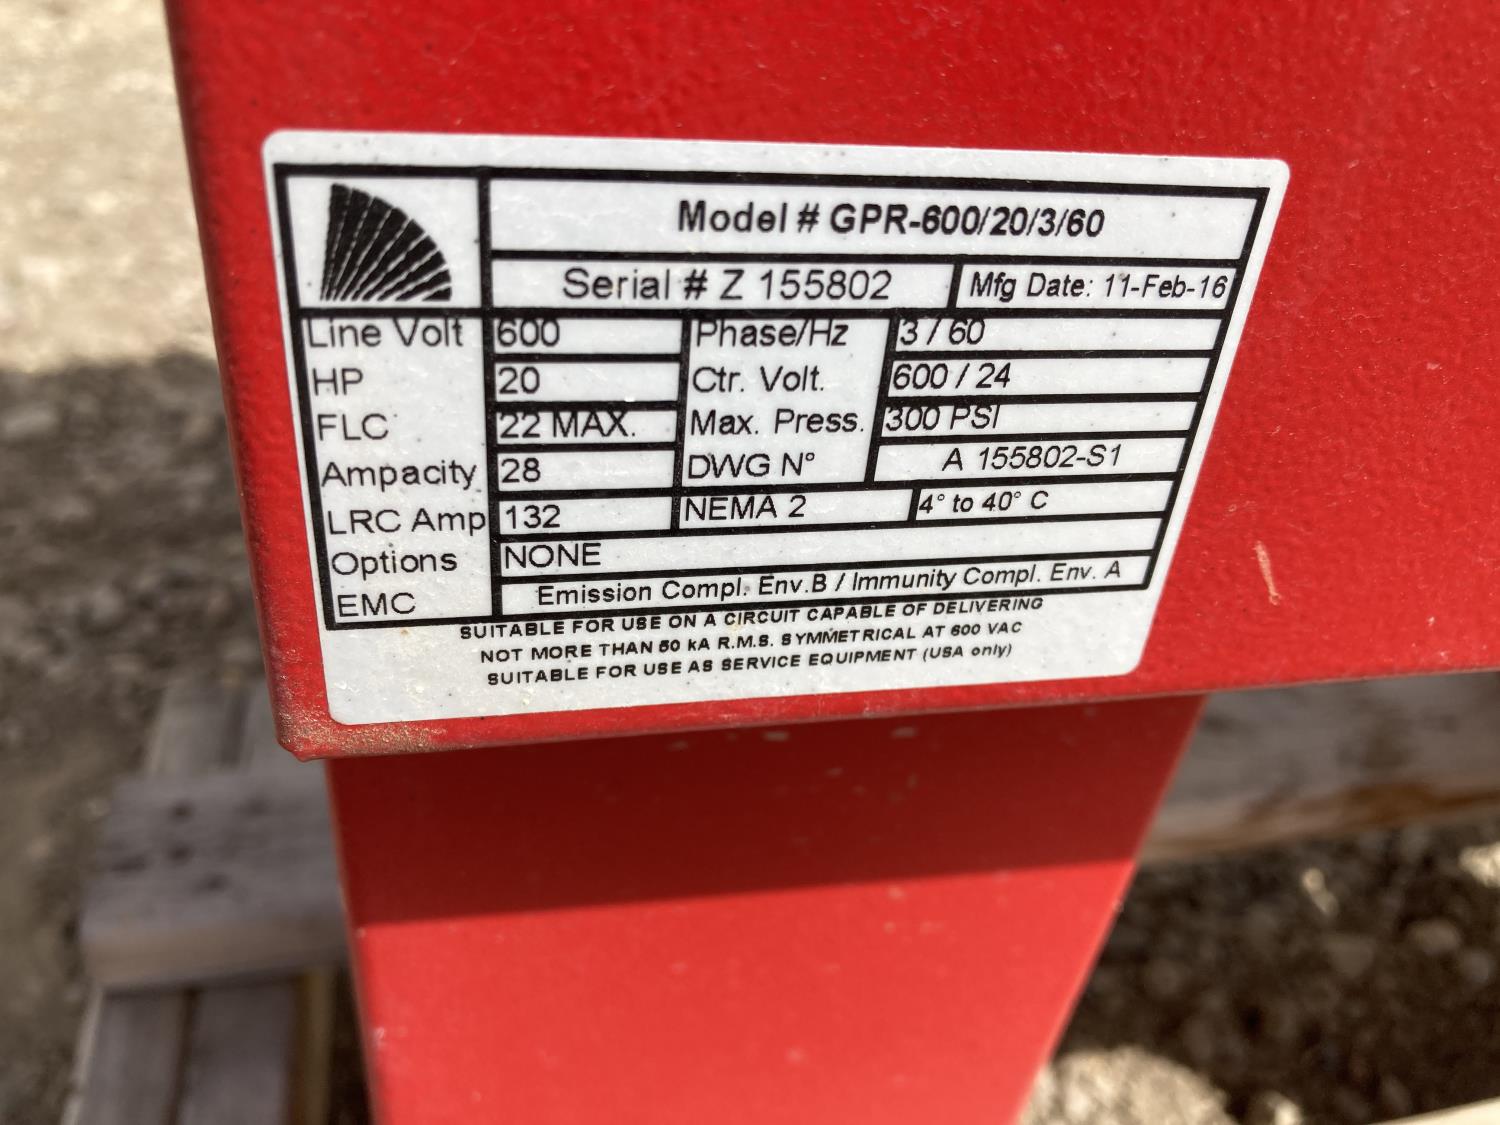 Model # GPR-600/20/3/60
Serial # Z 155802 Mfg Date: 11-Feb-16
Line Volt 600 Phase/Hz 3 / 60
HP 20 Ctr. Volt. 600 / 24
FLC 22 MAX. Max. Press. 300 PSI
Ampacity 28 DWG N° A 155802-S1
LRC Amp 132 NEMA 2 4° to 40° C
Options NONE
EMC Emission Compl. Env.B / Immunity Compl. Env. A
SUITABLE FOR USE ON A CIRCUIT CAPABLE OF DELIVERING
NOT MORE THAN 50 kA R.M.S. SYMMETRICAL AT 600 VAC
SUITABLE FOR USE AS SERVICE EQUIPMENT (USA only)